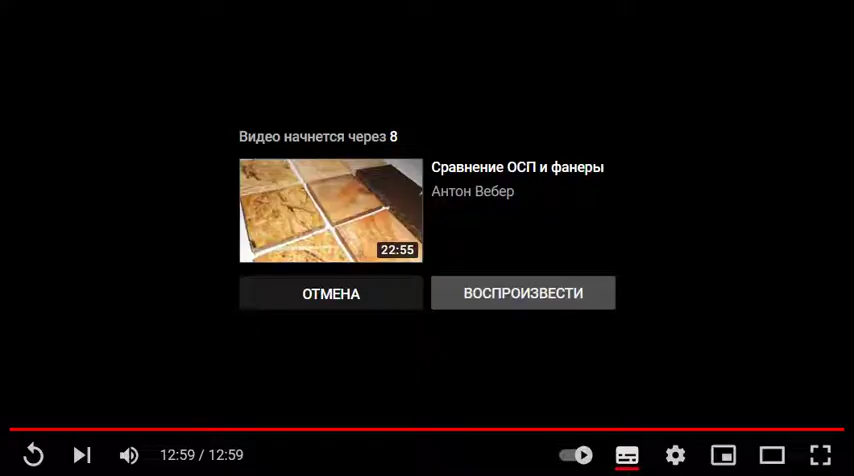 Видео начнется через 8
Сравнение ОСП и фанеры
Антон Вебер
22:55
ОТМЕНА
ВОСПРОИЗВЕСТИ
12:59 / 12:59